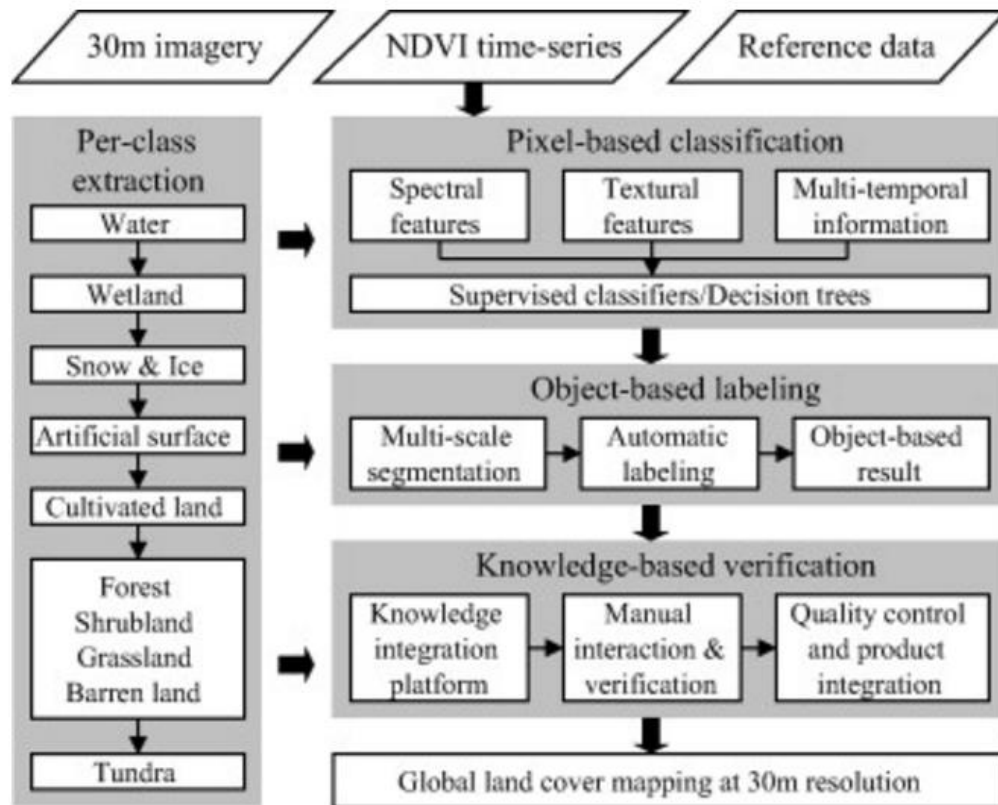 30m imagery
NDVI time-series
Reference data
Per-class
extraction
Water
Wetland
Snow & Ice
Artificial surface
Cultivated land
Forest
Shrubland
Grassland
Barren land
Tundra
Pixel-based classification
Spectral
features
Textural
features
Multi-temporal
information
Supervised classifiers/Decision trees
Object-based labeling
Multi-scale
segmentation
Automatic
labeling
Object-based
result
Knowledge-based verification
Knowledge
integration
platform
Manual
interaction &
verification
Quality control
and product
integration
Global land cover mapping at 30m resolution